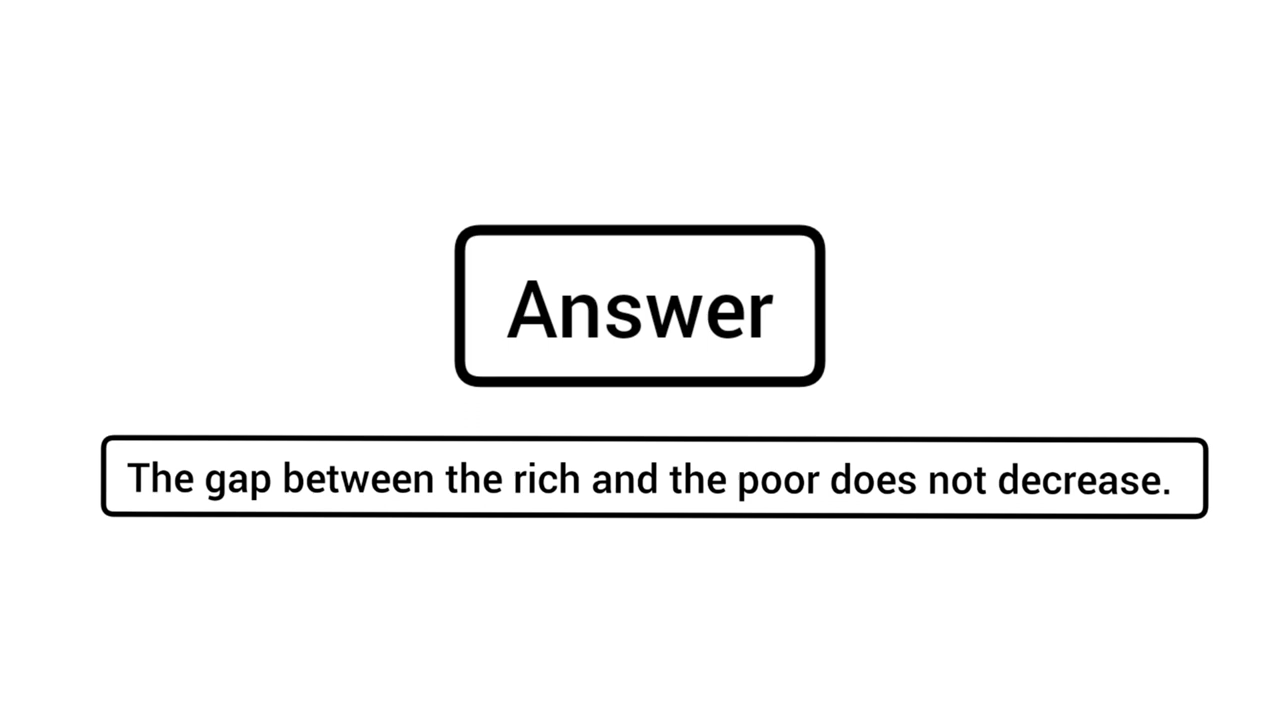 Answer
The gap between the rich and the poor does not decrease.